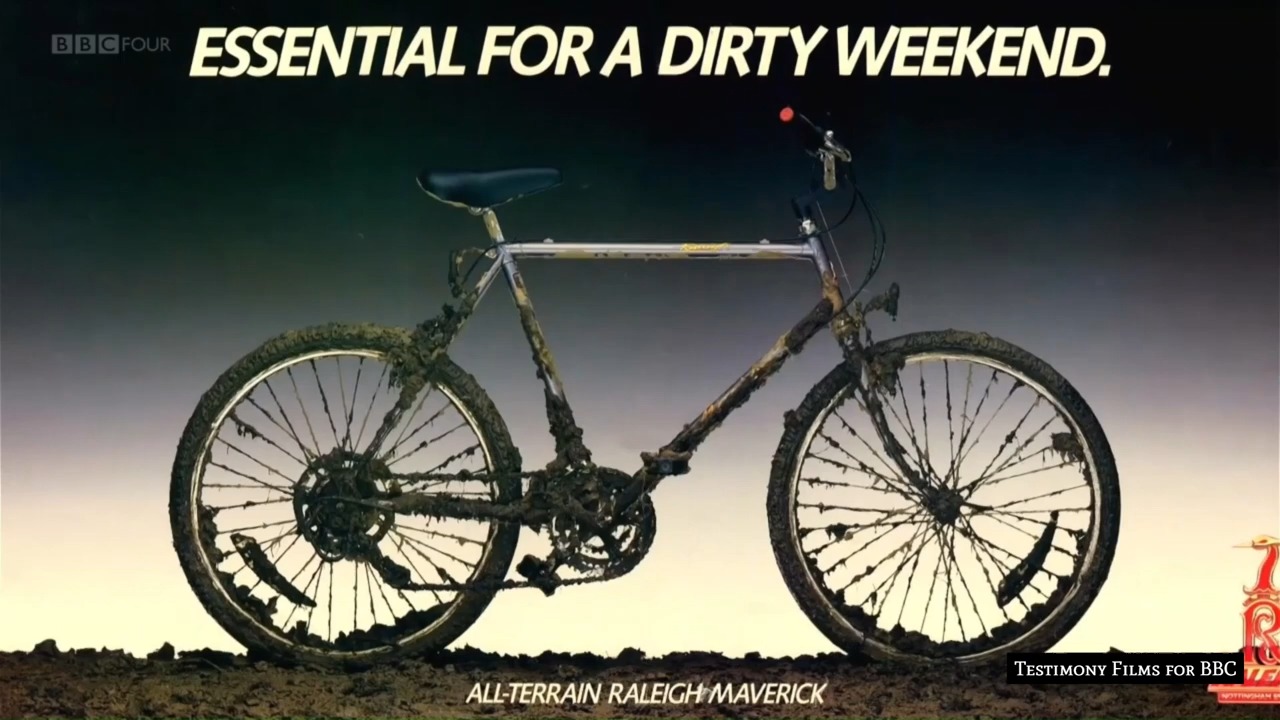 BBC FOUR
ESSENTIAL FOR A DIRTY WEEKEND.
TESTIMONY FILMS FOR BBC
ALL-TERRAIN RALEIGH MAVERICK